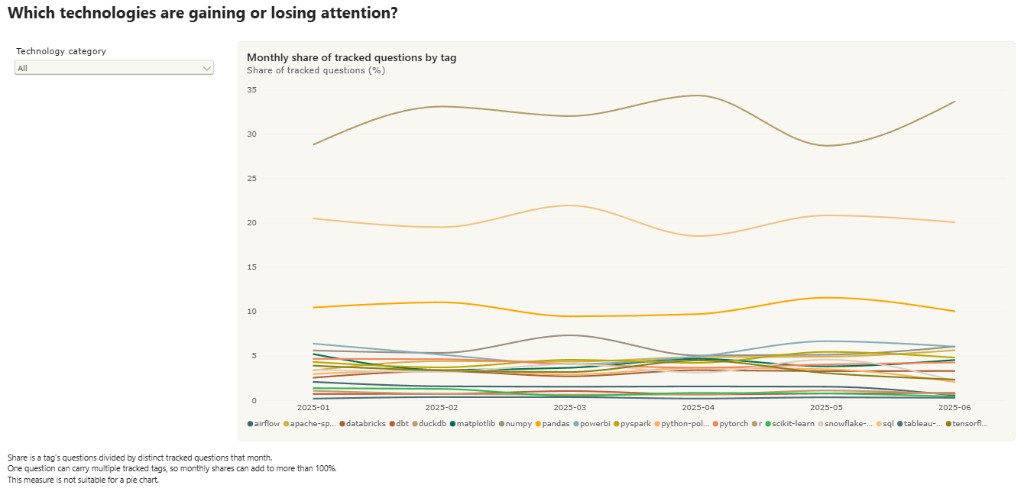 Which technologies are gaining or losing attention?
Technology category
All
Monthly share of tracked questions by tag
Share of tracked questions (%)
35
30
25
20
15
10
5
0
2025-01 2025-02 2025-03 2025-04 2025-05 2025-06
airflow apache-sp... databricks dbt duckdb matplotlib numpy pandas powerbi pyspark python-pol... pytorch r scikit-learn snowflake-... sql tableau-... tensorfl...
Share is a tag's questions divided by distinct tracked questions that month.
One question can carry multiple tracked tags, so monthly shares can add to more than 100%.
This measure is not suitable for a pie chart.